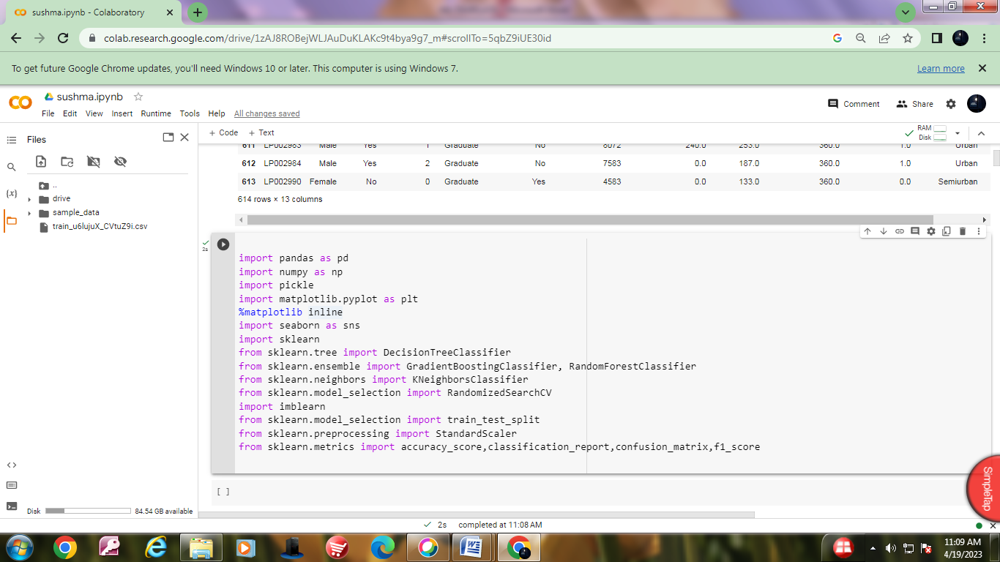 sushma.ipynb - Colaboratory
colab.research.google.com/drive/1zAJ8ROBejWLJAuDuKLAKc9t4bya9g7_m#scrollTo=5qbZ9iUE30id
To get future Google Chrome updates, you'll need Windows 10 or later. This computer is using Windows 7. Learn more
sushma.ipynb
File Edit View Insert Runtime Tools Help All changes saved
Comment Share
Files
+ Code + Text
RAM
Disk
..
drive
sample_data
train_u6lujuX_CVtuZ9i.csv
611 LP002983 Male Yes 1 Graduate No 8072 240.0 253.0 360.0 1.0 Urban
612 LP002984 Male Yes 2 Graduate No 7583 0.0 187.0 360.0 1.0 Urban
613 LP002990 Female No 0 Graduate Yes 4583 0.0 133.0 360.0 0.0 Semiurban
614 rows × 13 columns
2s
import pandas as pd
import numpy as np
import pickle
import matplotlib.pyplot as plt
%matplotlib inline
import seaborn as sns
import sklearn
from sklearn.tree import DecisionTreeClassifier
from sklearn.ensemble import GradientBoostingClassifier, RandomForestClassifier
from sklearn.neighbors import KNeighborsClassifier
from sklearn.model_selection import RandomizedSearchCV
import imblearn
from sklearn.model_selection import train_test_split
from sklearn.preprocessing import StandardScaler
from sklearn.metrics import accuracy_score,classification_report,confusion_matrix,f1_score
[ ]
SimpleTap
Disk 84.54 GB available
2s completed at 11:08 AM
11:09 AM
4/19/2023